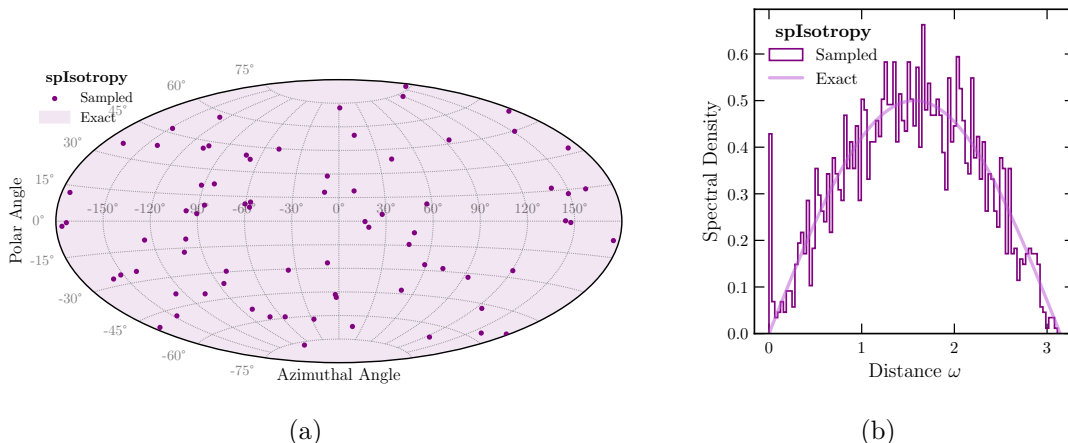 spIsotropy
Sampled
Exact
75°
60°
45°
30°
15°
0°
-15°
-30°
-45°
-60°
-75°
-150° -120° -90° -60° -30° 0° 30° 60° 90° 120° 150°
Polar Angle
Azimuthal Angle
(a)
spIsotropy
Sampled
Exact
0.6
0.5
0.4
0.3
0.2
0.1
0.0
0 1 2 3
Spectral Density
Distance ω
(b)